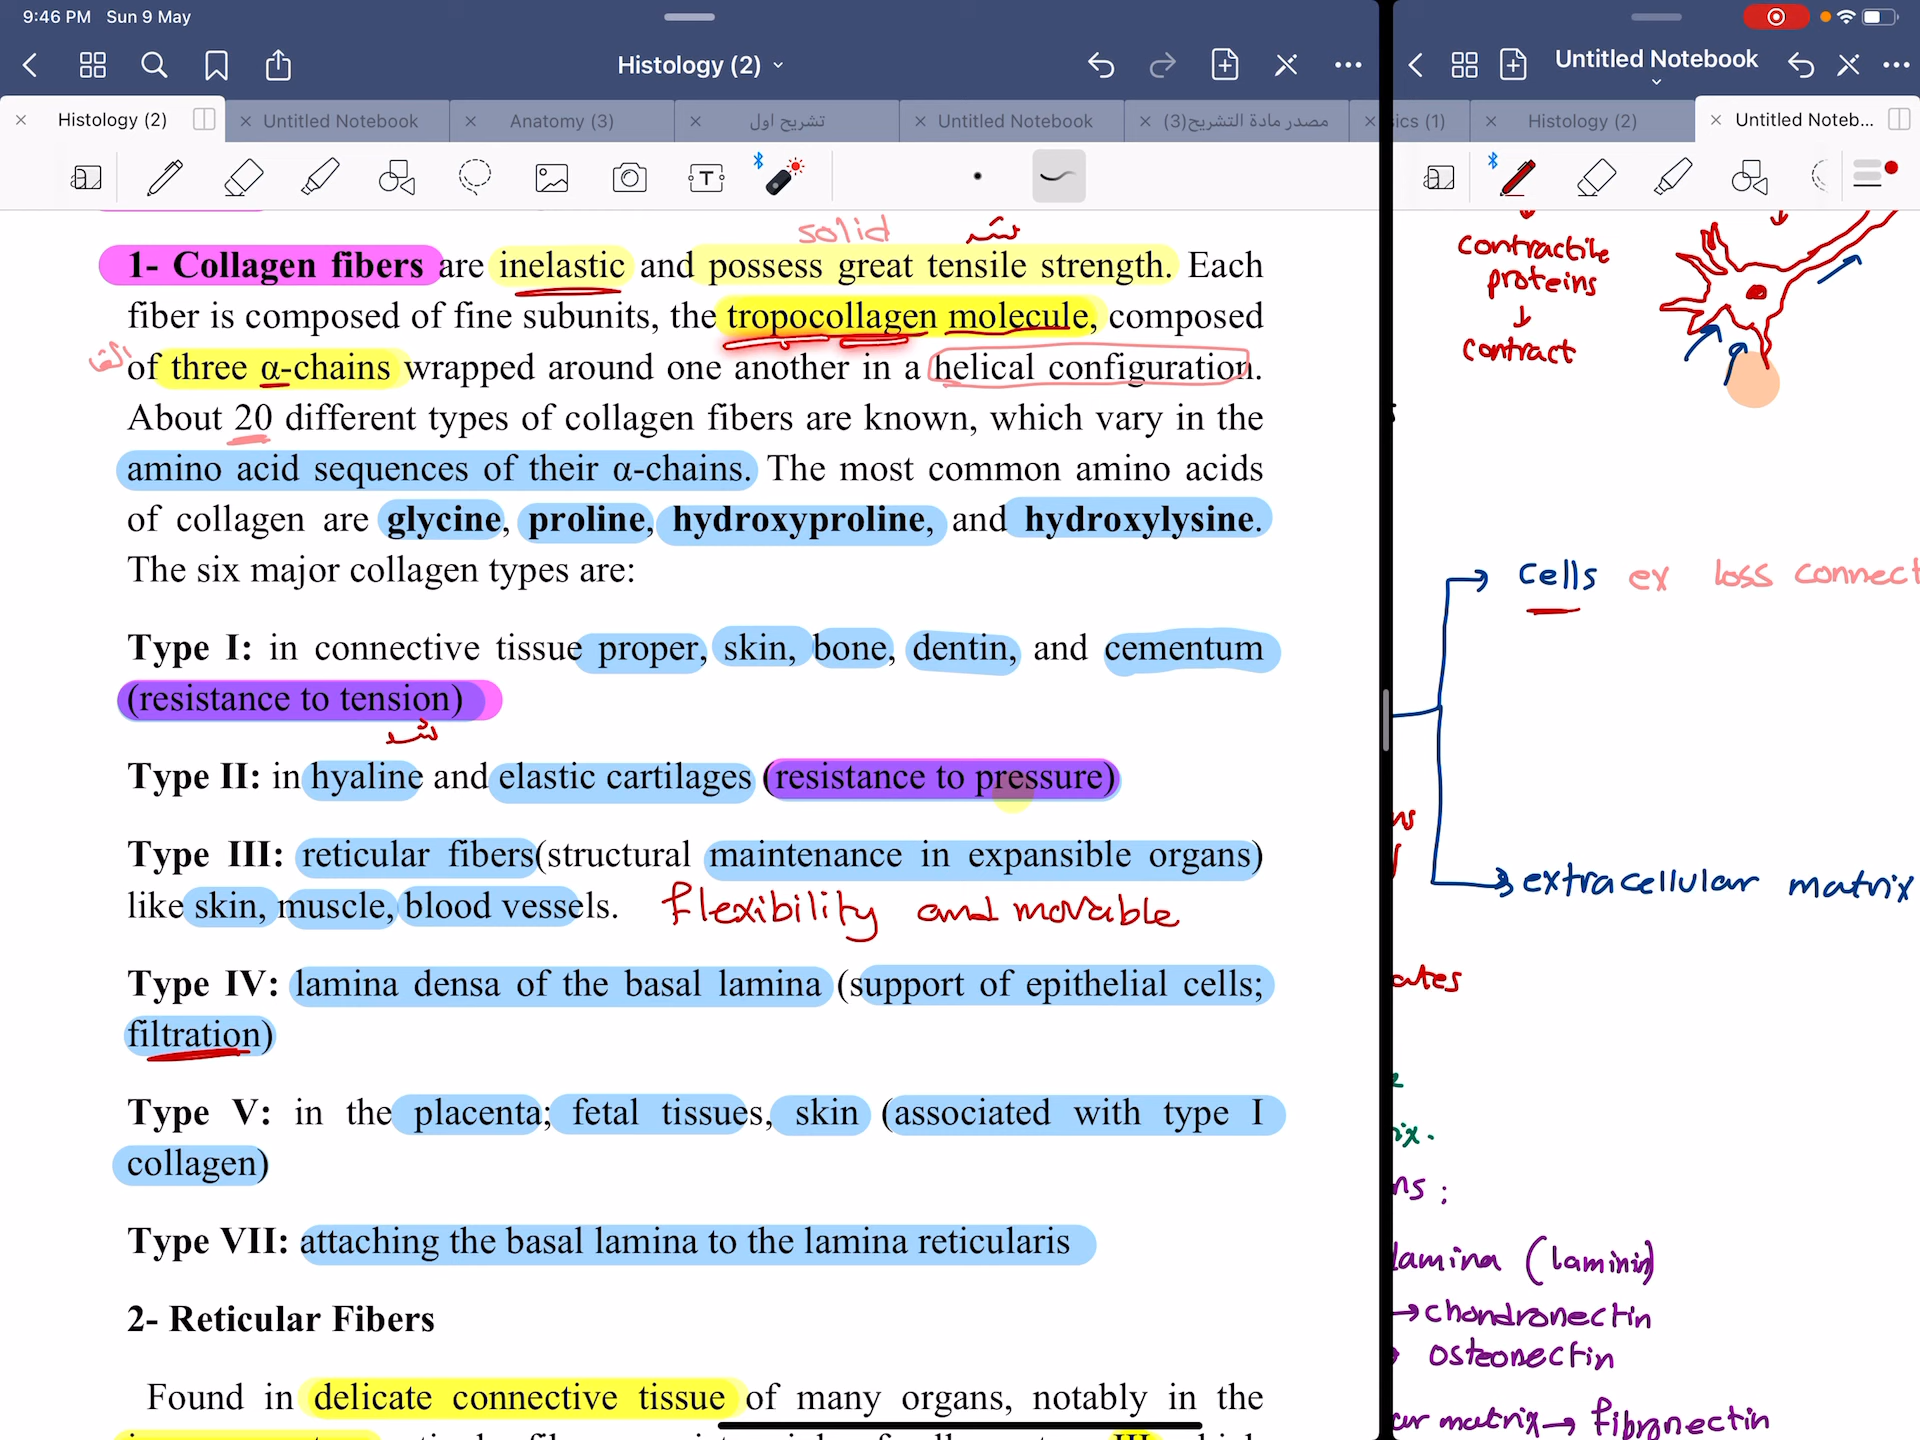 9:46 PM Sun 9 May
Histology (2)
Untitled Notebook
Histology (2)
Untitled Notebook
Anatomy (3)
تشريح اول
Untitled Notebook
مصدر مادة التشريح(3)
ics (1)
Histology (2)
Untitled Noteb...
solid
شد
1- Collagen fibers are inelastic and possess great tensile strength. Each
fiber is composed of fine subunits, the tropocollagen molecule, composed
of three α-chains wrapped around one another in a helical configuration.
About 20 different types of collagen fibers are known, which vary in the
amino acid sequences of their α-chains. The most common amino acids
of collagen are glycine, proline, hydroxyproline, and hydroxylysine.
The six major collagen types are:
Type I: in connective tissue proper, skin, bone, dentin, and cementum
(resistance to tension)
شد
Type II: in hyaline and elastic cartilages (resistance to pressure)
Type III: reticular fibers(structural maintenance in expansible organs)
like skin, muscle, blood vessels. flexibility and movable
Type IV: lamina densa of the basal lamina (support of epithelial cells;
filtration)
Type V: in the placenta; fetal tissues, skin (associated with type I
collagen)
Type VII: attaching the basal lamina to the lamina reticularis
2- Reticular Fibers
Found in delicate connective tissue of many organs, notably in the
contractile
proteins
contract
cells ex loss connect
extracellular matrix
ates
ix.
ns :
lamina (laminin)
→ chondronectin
osteonectin
ar matrix → fibronectin